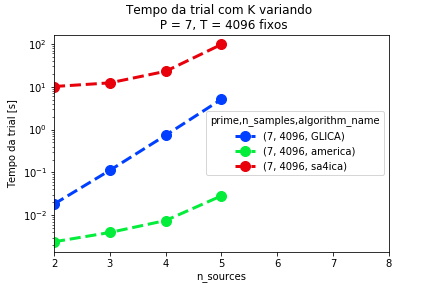 Tempo da trial com K variando
P = 7, T = 4096 fixos
10²
10¹
10⁰
10⁻¹
10⁻²
Tempo da trial [s]
prime,n_samples,algorithm_name
(7, 4096, GLICA)
(7, 4096, america)
(7, 4096, sa4ica)
2 3 4 5 6 7 8
n_sources